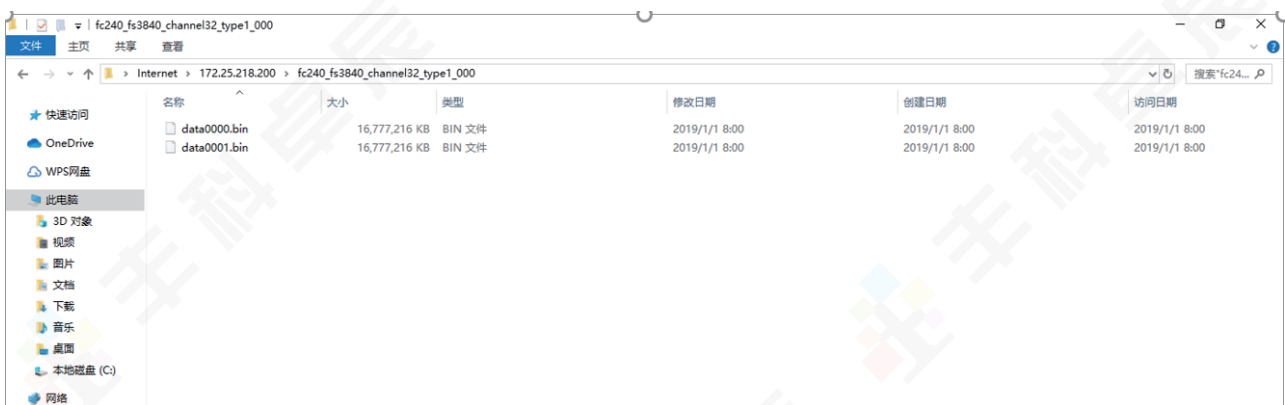 fc240_fs3840_channel32_type1_000
文件 主页 共享 查看
Internet › 172.25.218.200 › fc240_fs3840_channel32_type1_000 搜索"fc24...
名称 大小 类型 修改日期 创建日期 访问日期
data0000.bin 16,777,216 KB BIN 文件 2019/1/1 8:00 2019/1/1 8:00 2019/1/1 8:00
data0001.bin 16,777,216 KB BIN 文件 2019/1/1 8:00 2019/1/1 8:00 2019/1/1 8:00
快速访问
OneDrive
WPS网盘
此电脑
3D 对象
视频
图片
文档
下载
音乐
桌面
本地磁盘 (C:)
网络
丰科卓辰